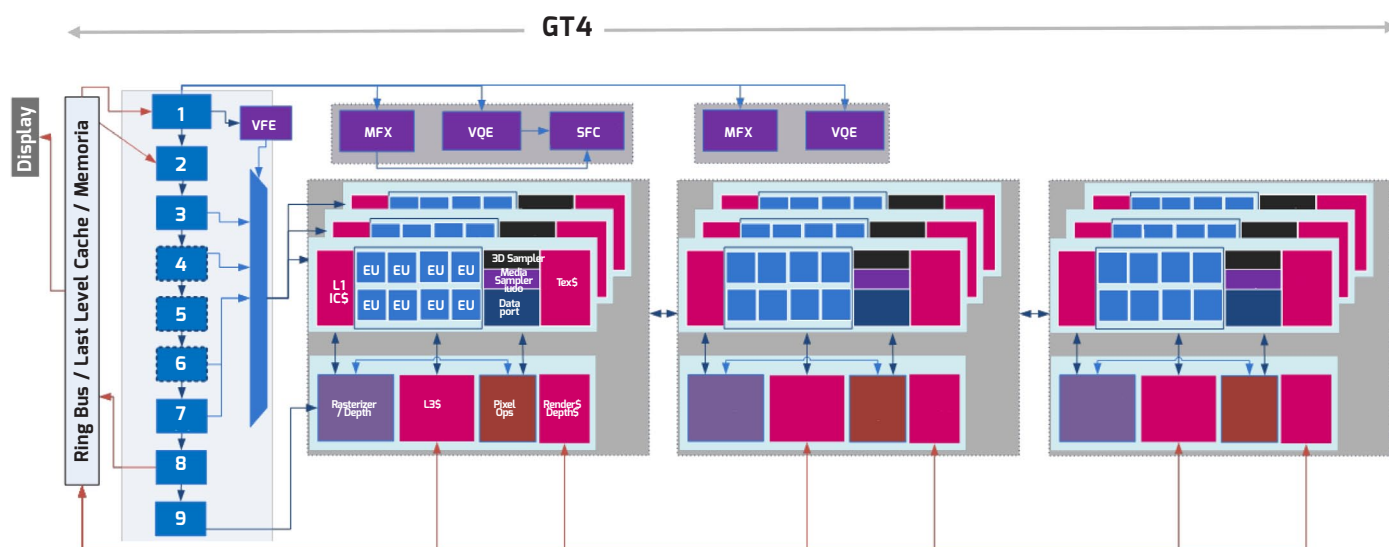 GT4
Display
Ring Bus / Last Level Cache / Memoria
1
VFE
2
3
4
5
6
7
8
9
MFX
VQE
SFC
MFX
VQE
L1
IC$
EU
EU
EU
EU
EU
EU
EU
EU
3D Sampler
Media
Sampler
Data
port
Tex$
Rasterizer
/ Depth
L3$
Pixel
Ops
Render$
Depth$